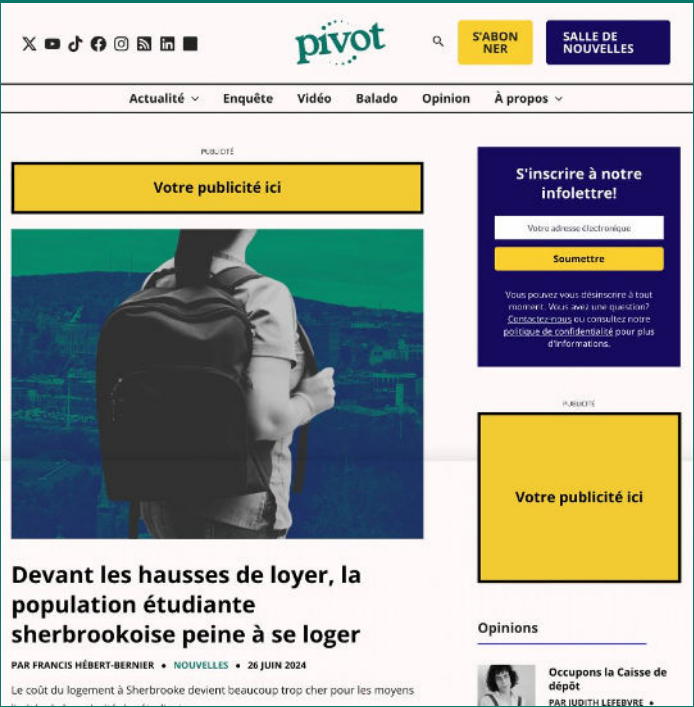 pivot
S'ABON
NER
SALLE DE
NOUVELLES
Actualité
Enquête
Vidéo
Balado
Opinion
À propos
PUBLICITÉ
Votre publicité ici
S'inscrire à notre
infolettre!
Votre adresse électronique
Soumettre
Vous pouvez vous désinscrire à tout
moment. Vous avez une question?
Contactez-nous ou consultez notre
politique de confidentialité pour plus
d'informations.
PUBLICITÉ
Votre publicité ici
Devant les hausses de loyer, la
population étudiante
sherbrookoise peine à se loger
PAR FRANCIS HÉBERT-BERNIER • NOUVELLES • 26 JUIN 2024
Le coût du logement à Sherbrooke devient beaucoup trop cher pour les moyens
Opinions
Occupons la Caisse de
dépôt
PAR JUDITH LEFEBVRE •